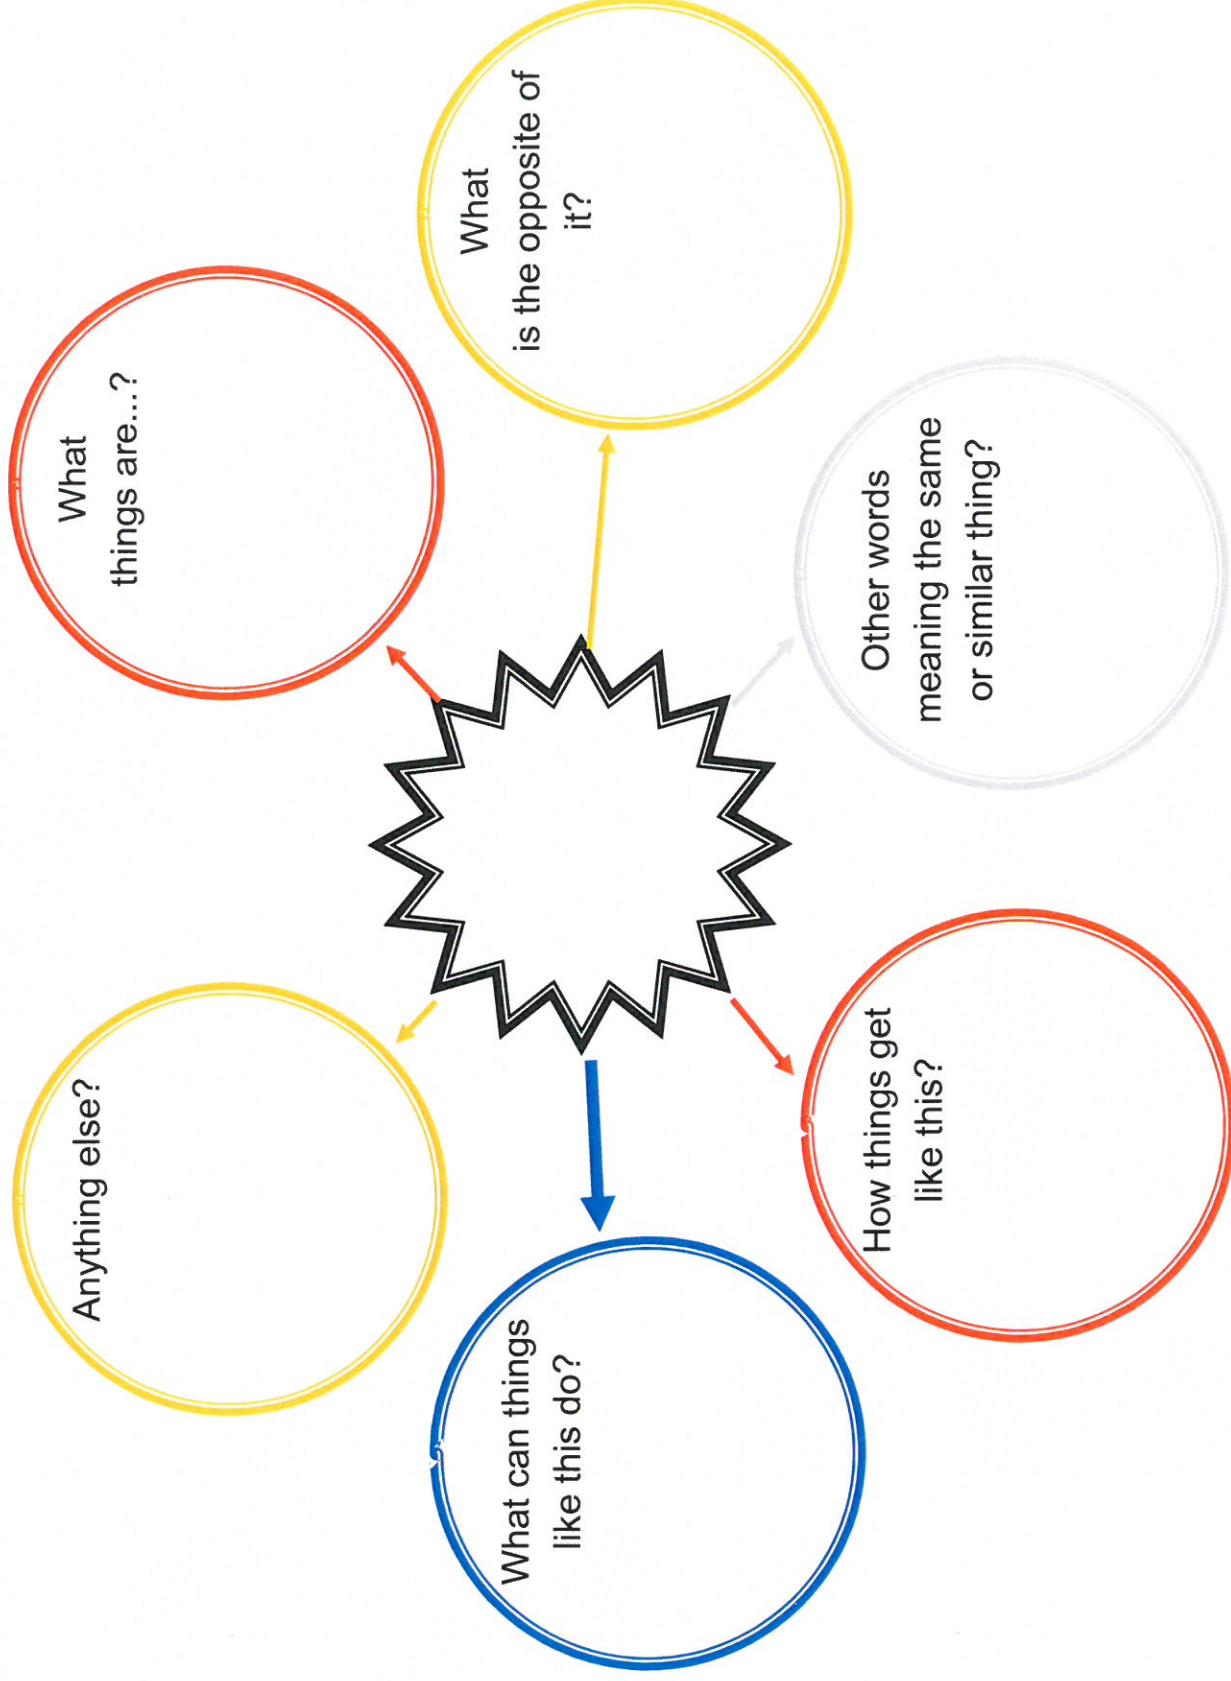 Anything else?
What
things are...?
What can things
like this do?
What
is the opposite of
it?
How things get
like this?
Other words
meaning the same
or similar thing?